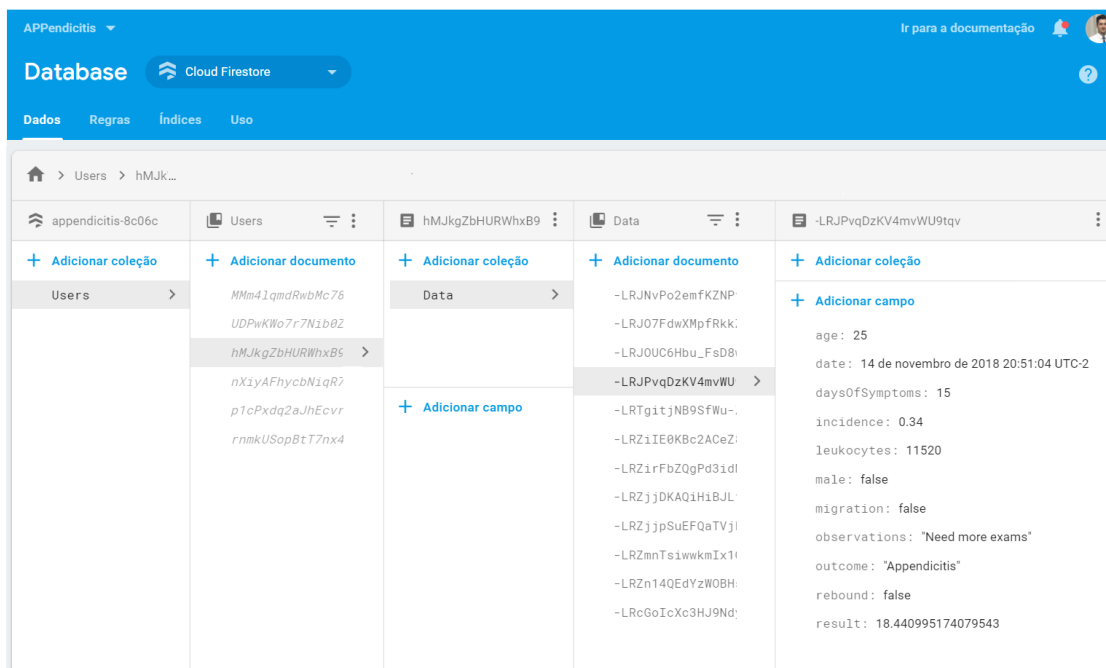 APPendicitis
Ir para a documentação
Database
Cloud Firestore
Dados Regras Índices Uso
Users > hMJk...
appendicitis-8c06c
Adicionar coleção
Users
Users
Adicionar documento
MMm4lqmdRwbMc78
UDPwKWo7r7Nib02
hMJkgZbHURWhxB9
nXiyAFhycbNiqR7
p1cPxdq2aJhEcvr
rnmkUSopBtT7nx4
hMJkgZbHURWhxB9
Adicionar coleção
Data
Adicionar campo
Data
Adicionar documento
-LRJNvPo2emfKZNP
-LRJO7FdwXMpfRkk
-LRJOUC6Hbu_FsD8
-LRJPvqDzKV4mvWU
-LRTgitjNB9SfWu-
-LRZiIE0KBc2ACeZ
-LRZirFbZQgPd3id
-LRZjjDKAQiHiBJL
-LRZjjpSuEFQaTVj
-LRZmnTsiwwkmIx1
-LRZn14QEdYzWOBH
-LRcGoIcXc3HJ9Nd
-LRJPvqDzKV4mvWU9tqv
Adicionar coleção
Adicionar campo
age: 25
date: 14 de novembro de 2018 20:51:04 UTC-2
daysOfSymptoms: 15
incidence: 0.34
leukocytes: 11520
male: false
migration: false
observations: "Need more exams"
outcome: "Appendicitis"
rebound: false
result: 18.440995174079543